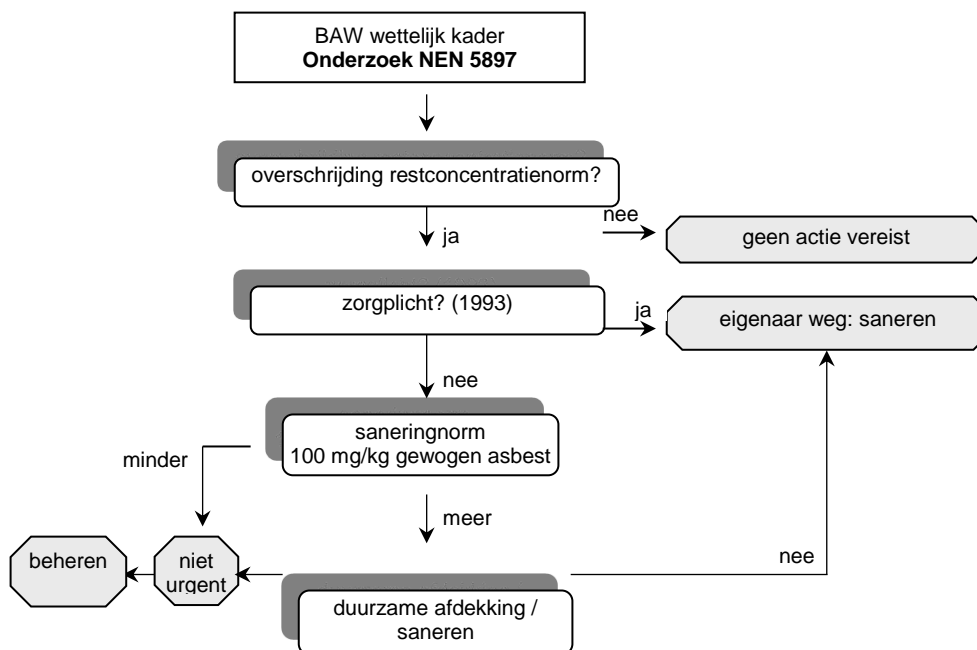 BAW wettelijk kader
Onderzoek NEN 5897
overschrijding restconcentratienorm?
nee
ja
geen actie vereist
zorgplicht? (1993)
ja
eigenaar weg: saneren
nee
saneringnorm
100 mg/kg gewogen asbest
minder
meer
beheren
niet
urgent
nee
duurzame afdekking /
saneren